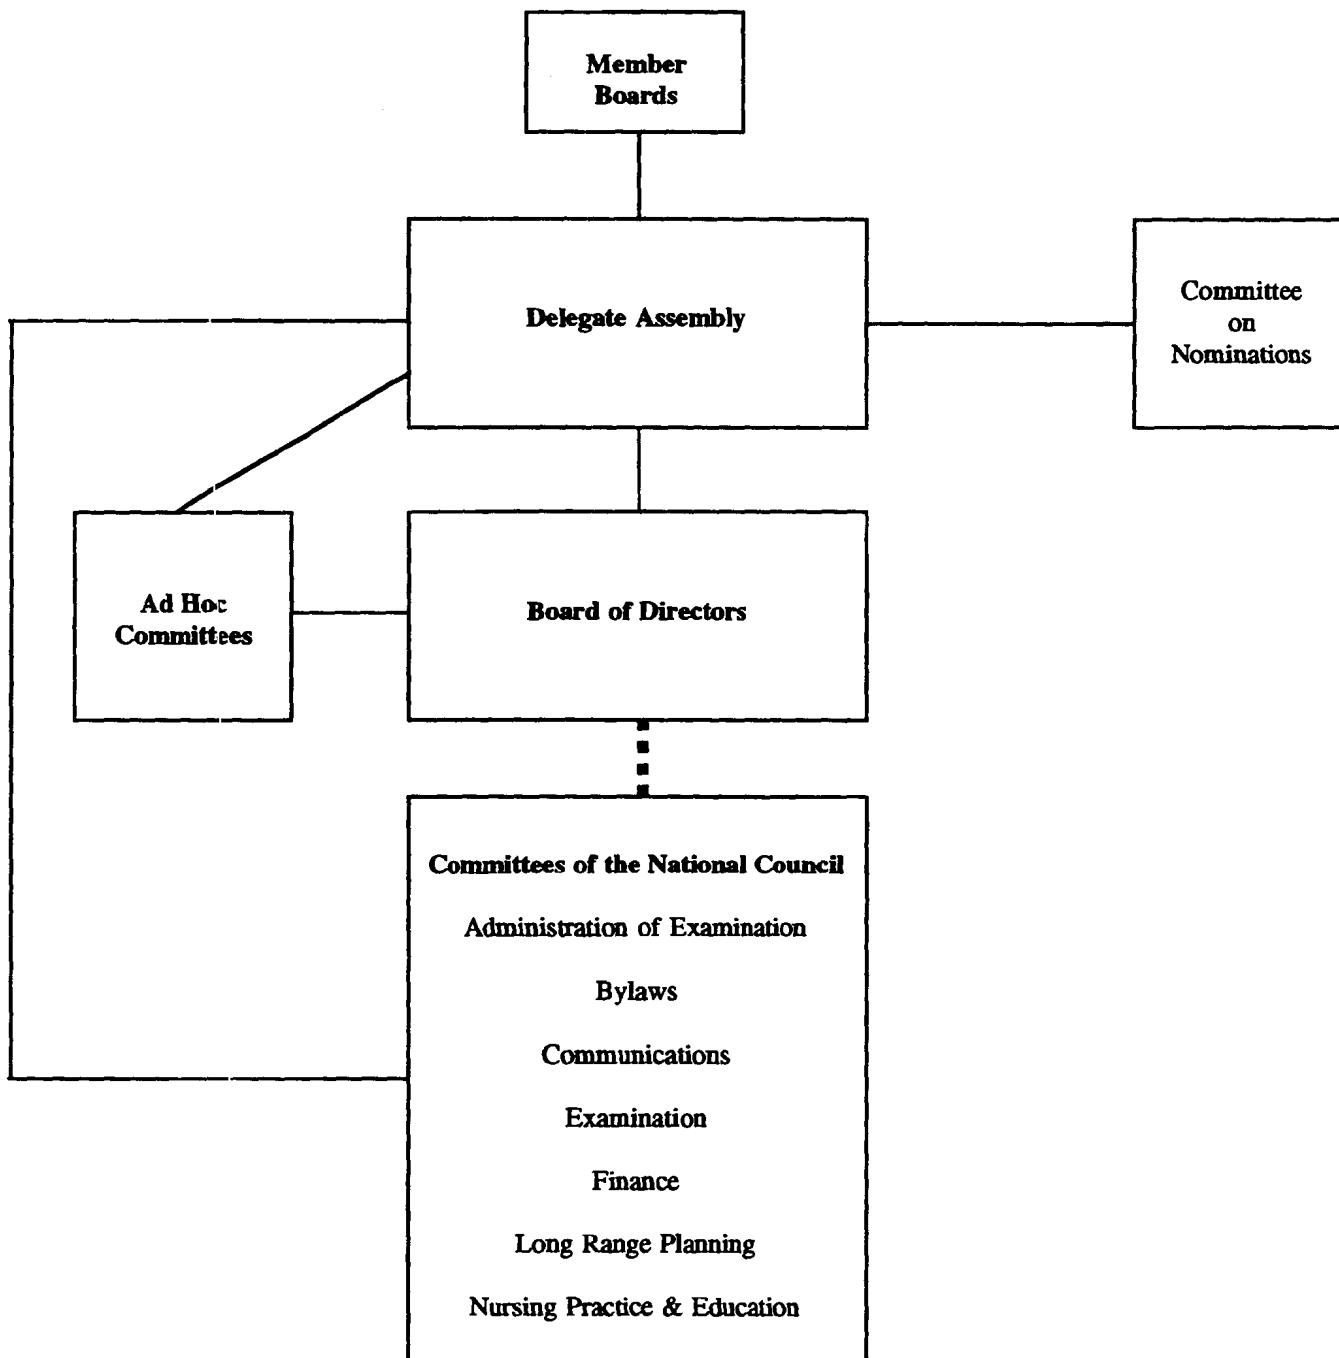 Member
Boards
Delegate Assembly
Committee
on
Nominations
Ad Hoc
Committees
Board of Directors
Committees of the National Council
Administration of Examination
Bylaws
Communications
Examination
Finance
Long Range Planning
Nursing Practice & Education